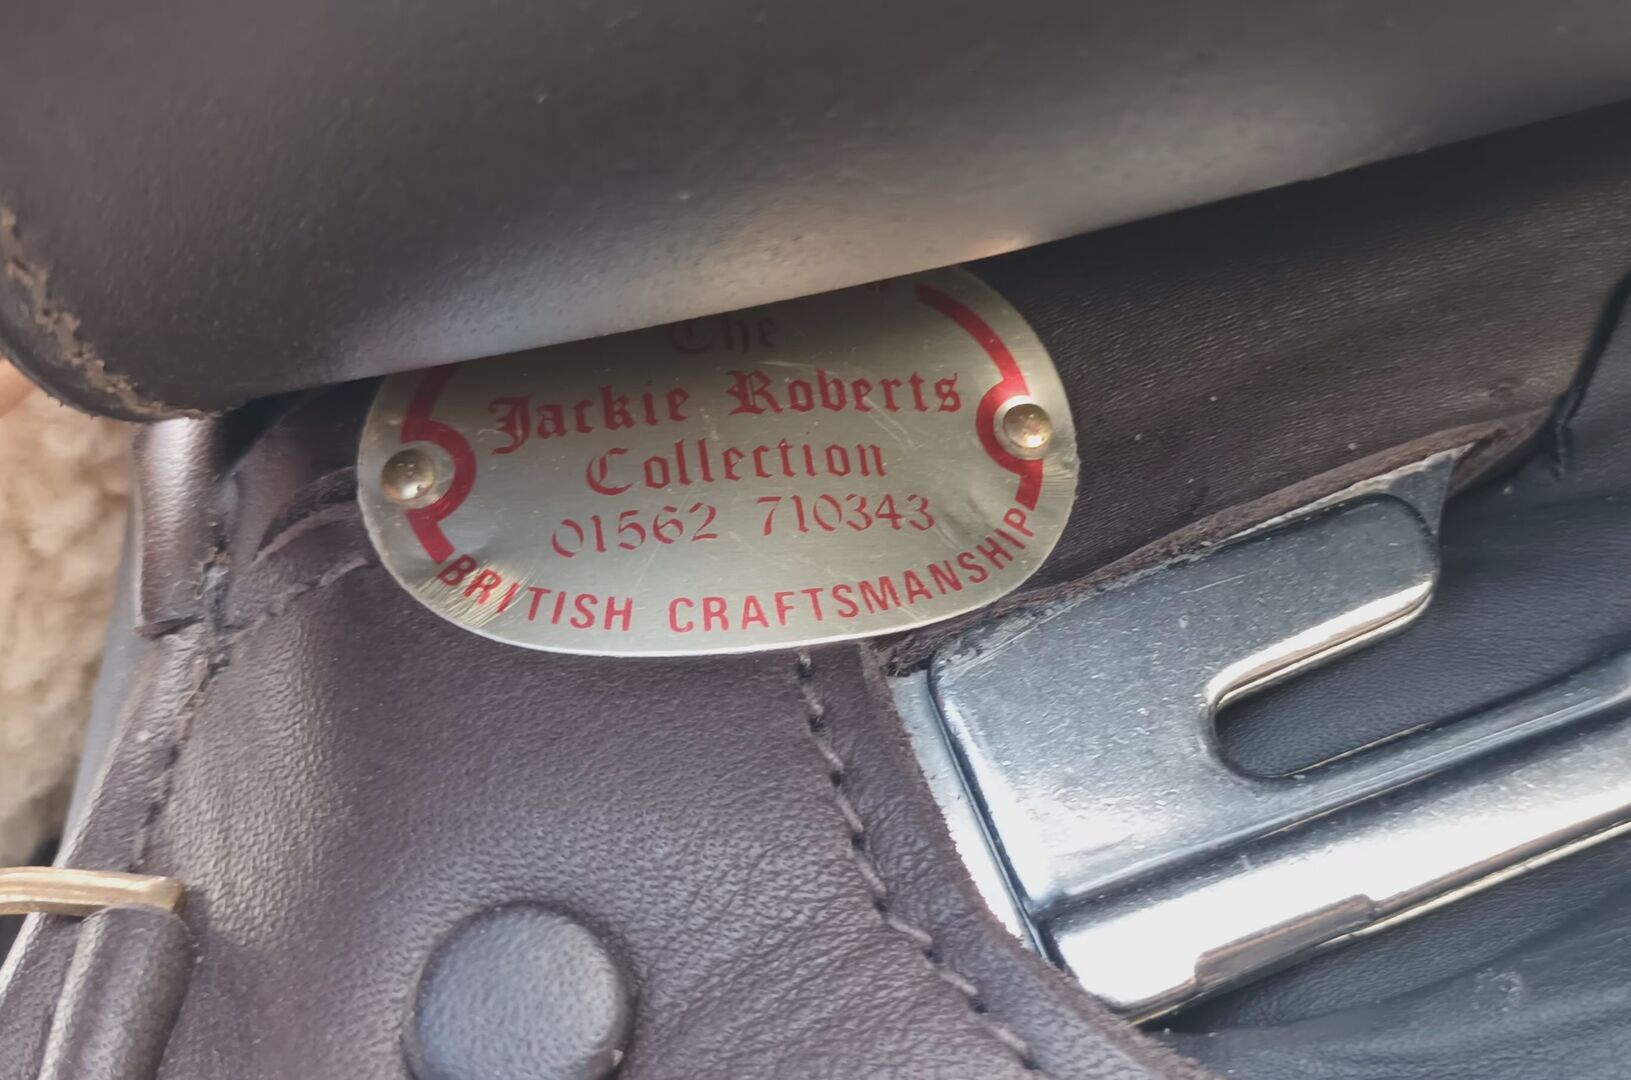 The
Jackie Roberts
Collection
01562 710343
BRITISH CRAFTSMANSHIP